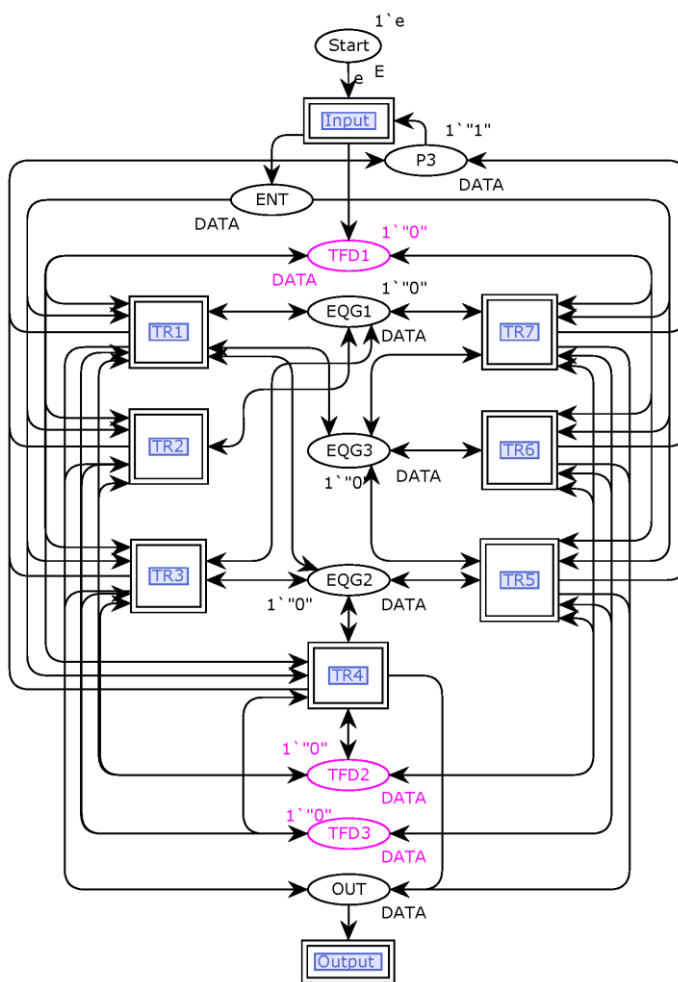 1`e
Start
e E
Input
1`"1"
P3
DATA
ENT
DATA
1`"0"
TFD1
DATA
1`"0"
TR1 EQG1 TR7
DATA
TR2 EQG3 TR6
1`"0" DATA
TR3 EQG2 TR5
1`"0" DATA
TR4
1`"0"
TFD2
DATA
1`"0"
TFD3
DATA
OUT
DATA
Output